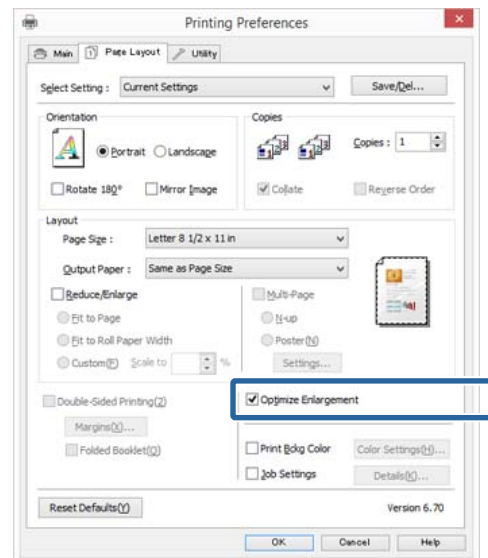 Printing Preferences
Main Page Layout Utility
Select Setting : Current Settings Save/Del...
Orientation
Portrait Landscape
Rotate 180° Mirror Image
Copies
Copies : 1
Collate Reverse Order
Layout
Page Size : Letter 8 1/2 x 11 in
Output Paper : Same as Page Size
Reduce/Enlarge
Fit to Page
Fit to Roll Paper Width
Custom(F) Scale to %
Multi-Page
N-up
Poster(N)
Settings...
Double-Sided Printing(2)
Margins(X)...
Folded Booklet(Q)
Optimize Enlargement
Print Bckg Color Color Settings(H)...
Job Settings Details(K)...
Reset Defaults(Y) Version 6.70
OK Cancel Help